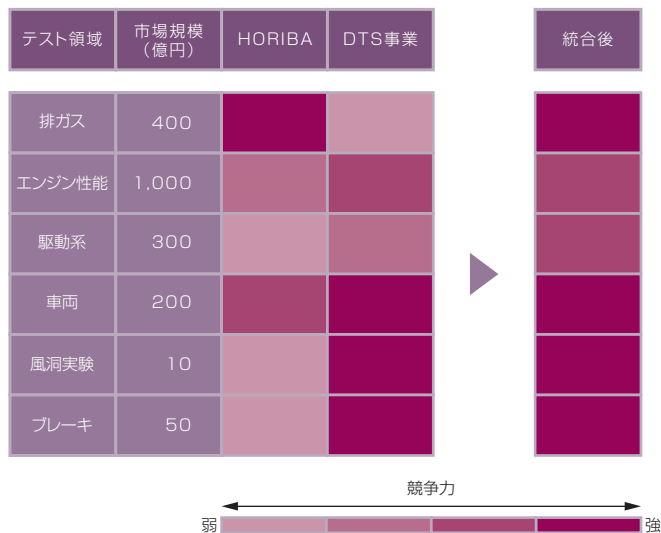 テスト領域 市場規模（億円） HORIBA DTS事業 統合後
排ガス 400
エンジン性能 1,000
駆動系 300
車両 200
風洞実験 10
ブレーキ 50
競争力
弱 強